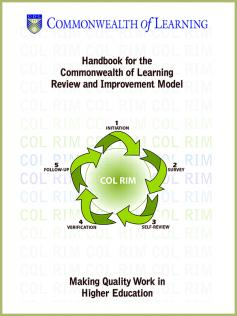 COMMONWEALTH of LEARNING
Handbook for the
Commonwealth of Learning
Review and Improvement Model
1
INITIATION
2
SURVEY
3
SELF-REVIEW
4
VERIFICATION
5
FOLLOW-UP
COL RIM
Making Quality Work in
Higher Education